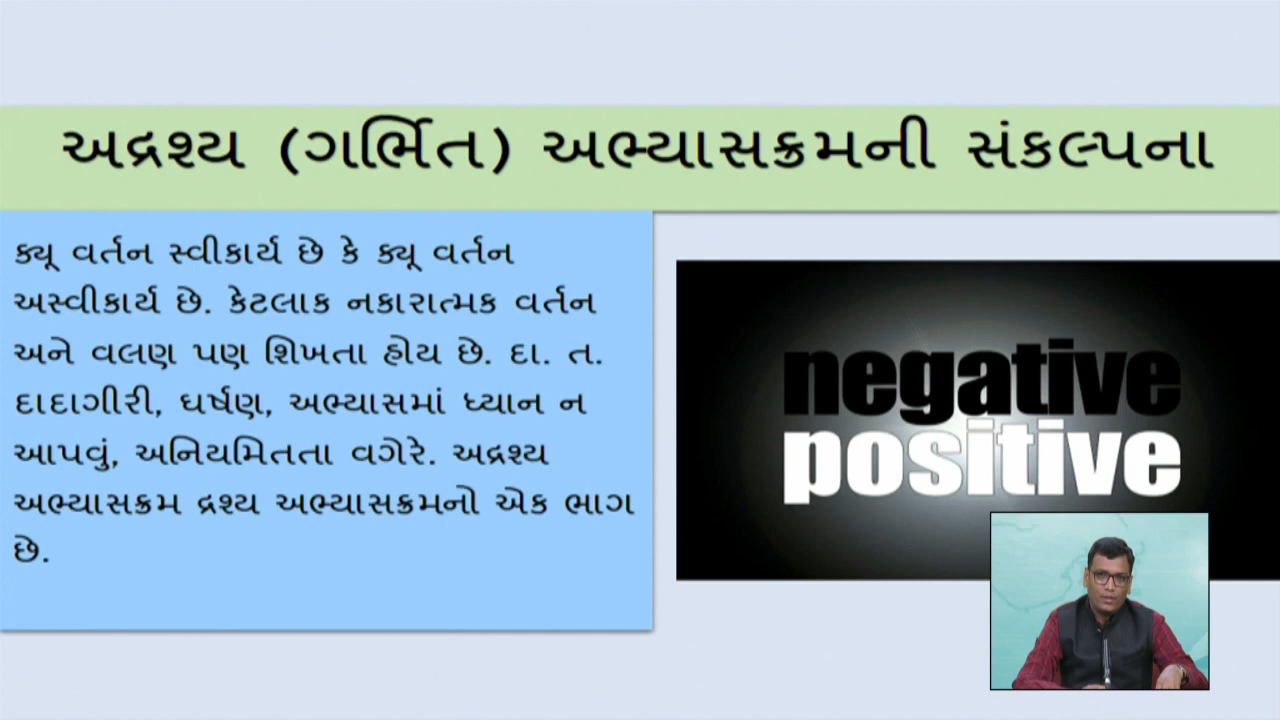 અદ્રશ્ય (ગર્ભિત) અભ્યાસક્રમની સંકલ્પના
ક્યૂ વર્તન સ્વીકાર્ય છે કે ક્યૂ વર્તન
અસ્વીકાર્ય છે. કેટલાક નકારાત્મક વર્તન
અને વલણ પણ શિખતા હોય છે. દા. ત.
દાદાગીરી, ઘર્ષણ, અભ્યાસમાં ધ્યાન ન
આપવું, અનિયમિતતા વગેરે. અદ્રશ્ય
અભ્યાસક્રમ દ્રશ્ય અભ્યાસક્રમનો એક ભાગ
છે.
negative
positive